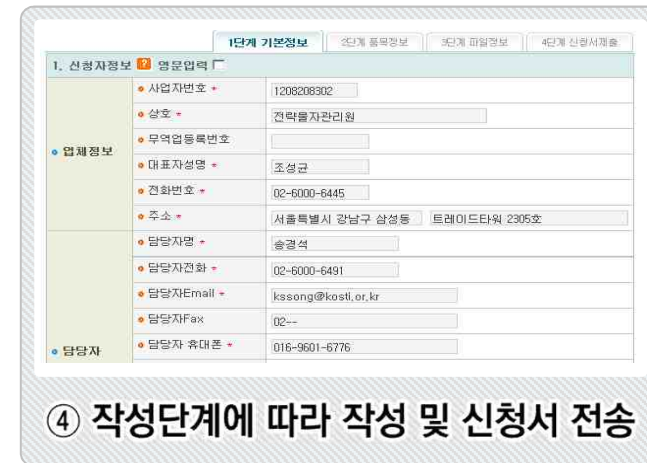 1단계 기본정보 2단계 품목정보 3단계 파일정보 4단계 신청서제출
1. 신청자정보 ? 영문입력
업체정보
사업자번호 * 1208208302
상호 * 전략물자관리원
무역업등록번호
대표자성명 * 조성균
전화번호 * 02-6000-6445
주소 * 서울특별시 강남구 삼성동 트레이드타워 2305호
담당자
담당자명 * 송경석
담당자전화 * 02-6000-6491
담당자Email * kssong@kosti.or.kr
담당자Fax 02--
담당자 휴대폰 * 016-9601-6776
④ 작성단계에 따라 작성 및 신청서 전송